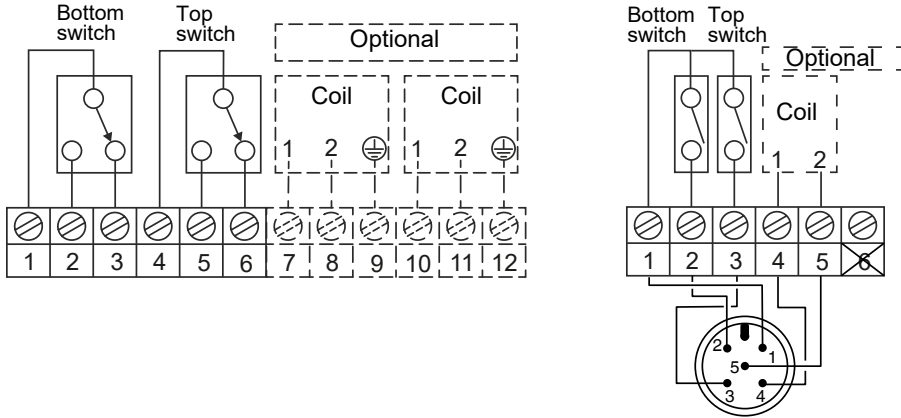 Bottom
switch
Top
switch
Optional
Coil
Coil
1 2
1 2
1 2 3 4 5 6 7 8 9 10 11 12
Bottom
switch
Top
switch
Optional
Coil
1 2
1 2 3 4 5 6
2 1
5
3 4